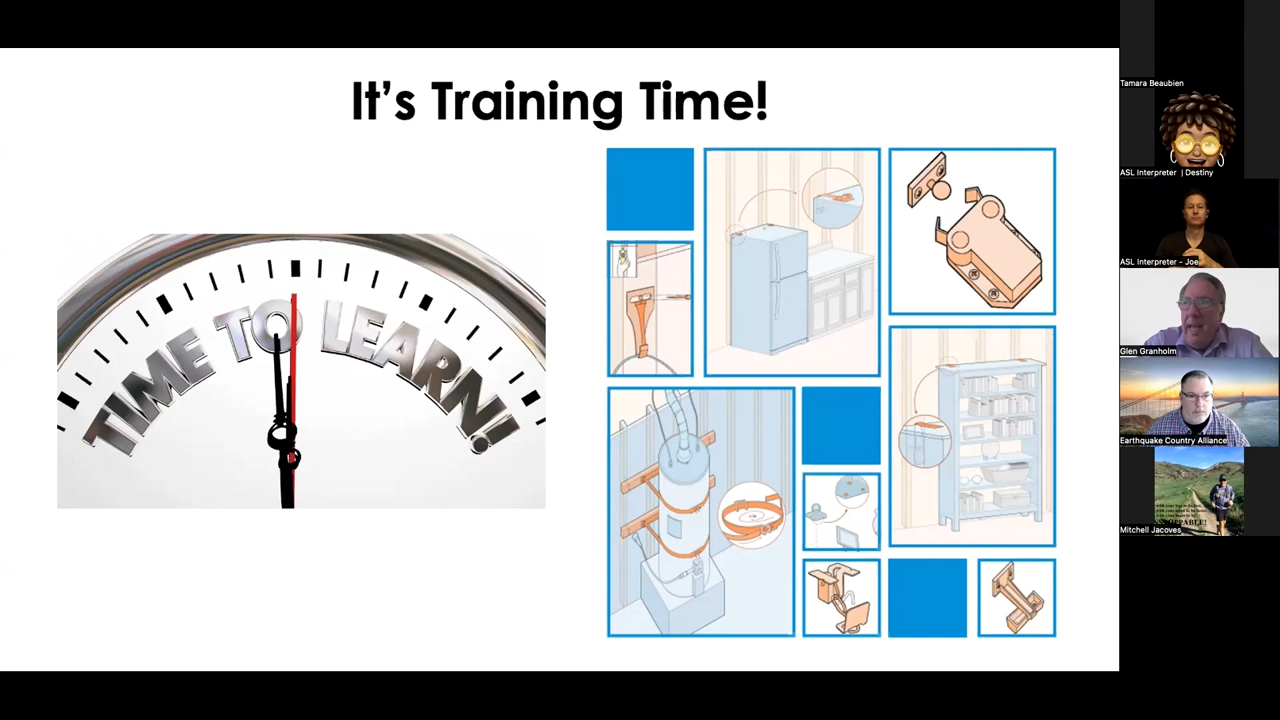 It's Training Time!
TIME TO LEARN!
Tamara Beaubien
ASL Interpreter | Destiny
ASL Interpreter - Joe
Glen Granholm
Earthquake Country Alliance
Mitchell Jacoves